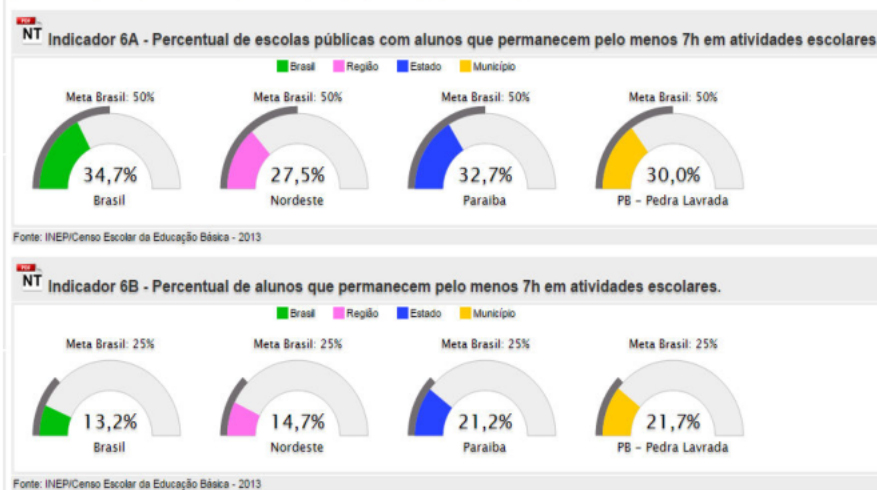 PDF
NT Indicador 6A - Percentual de escolas públicas com alunos que permanecem pelo menos 7h em atividades escolares
Brasil Região Estado Município
Meta Brasil: 50% Meta Brasil: 50% Meta Brasil: 50% Meta Brasil: 50%
34,7% 27,5% 32,7% 30,0%
Brasil Nordeste Paraíba PB - Pedra Lavrada
Fonte: INEP/Censo Escolar da Educação Básica - 2013
PDF
NT Indicador 6B - Percentual de alunos que permanecem pelo menos 7h em atividades escolares.
Brasil Região Estado Município
Meta Brasil: 25% Meta Brasil: 25% Meta Brasil: 25% Meta Brasil: 25%
13,2% 14,7% 21,2% 21,7%
Brasil Nordeste Paraíba PB - Pedra Lavrada
Fonte: INEP/Censo Escolar da Educação Básica - 2013